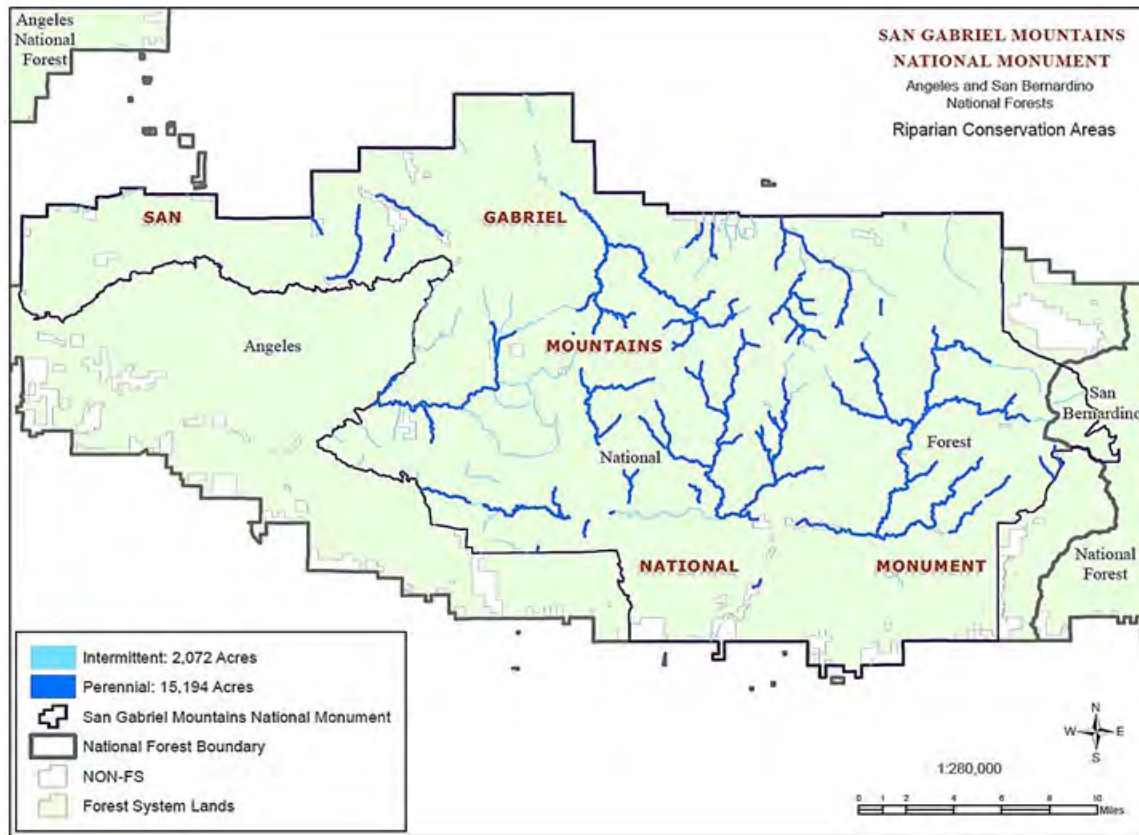 Angeles
National
Forest
SAN GABRIEL MOUNTAINS
NATIONAL MONUMENT
Angeles and San Bernardino
National Forests
Riparian Conservation Areas
SAN
GABRIEL
Angeles
MOUNTAINS
San
Bernardino
National
Forest
NATIONAL
MONUMENT
National
Forest
Intermittent: 2,072 Acres
Perennial: 15,194 Acres
San Gabriel Mountains National Monument
National Forest Boundary
NON-FS
Forest System Lands
N
W E
S
1:280,000
0 1 2 4 6 8 10
Miles